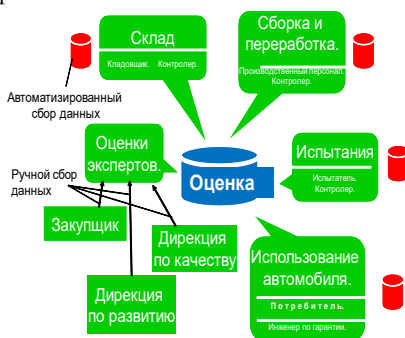 Склад
Кладовщик. Контролер.
Сборка и
переработка.
Производственный персонал.
Контролер.
Автоматизированный
сбор данных
Оценки
экспертов.
Ручной сбор
данных
Оценка
Испытания
Испытатель.
Контролер.
Закупщик
Дирекция
по качеству
Дирекция
по развитию
Использование
автомобиля.
Потребитель.
Инженер по гарантии.